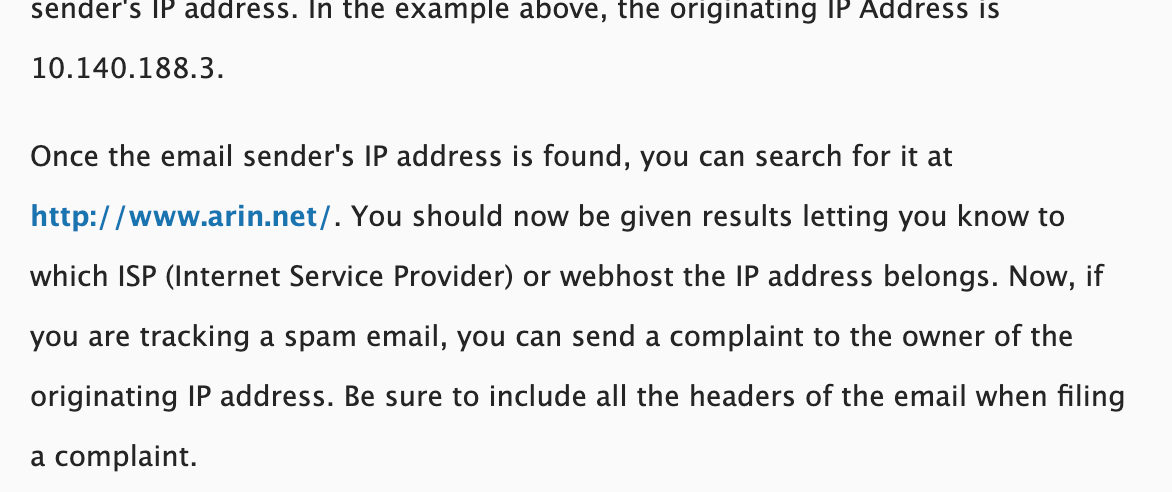 sender's IP address. In the example above, the originating IP Address is
10.140.188.3.
Once the email sender's IP address is found, you can search for it at
http://www.arin.net/. You should now be given results letting you know to
which ISP (Internet Service Provider) or webhost the IP address belongs. Now, if
you are tracking a spam email, you can send a complaint to the owner of the
originating IP address. Be sure to include all the headers of the email when filing
a complaint.